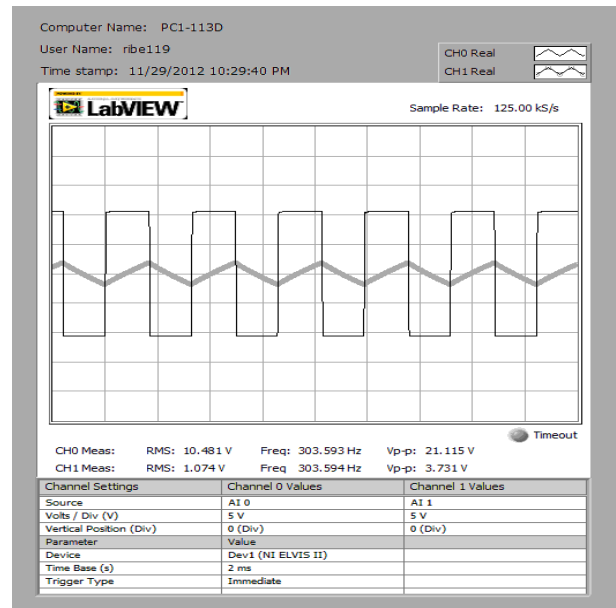 Computer Name: PC1-113D
User Name: ribe119
CH0 Real
Time stamp: 11/29/2012 10:29:40 PM
CH1 Real
LabVIEW
Sample Rate: 125.00 kS/s
Timeout
CH0 Meas: RMS: 10.481 V Freq: 303.593 Hz Vp-p: 21.115 V
CH1 Meas: RMS: 1.074 V Freq 303.594 Hz Vp-p: 3.731 V
Channel Settings Channel 0 Values Channel 1 Values
Source AI 0 AI 1
Volts / Div (V) 5 V 5 V
Vertical Position (Div) 0 (Div) 0 (Div)
Parameter Value
Device Dev1 (NI ELVIS II)
Time Base (s) 2 ms
Trigger Type Immediate